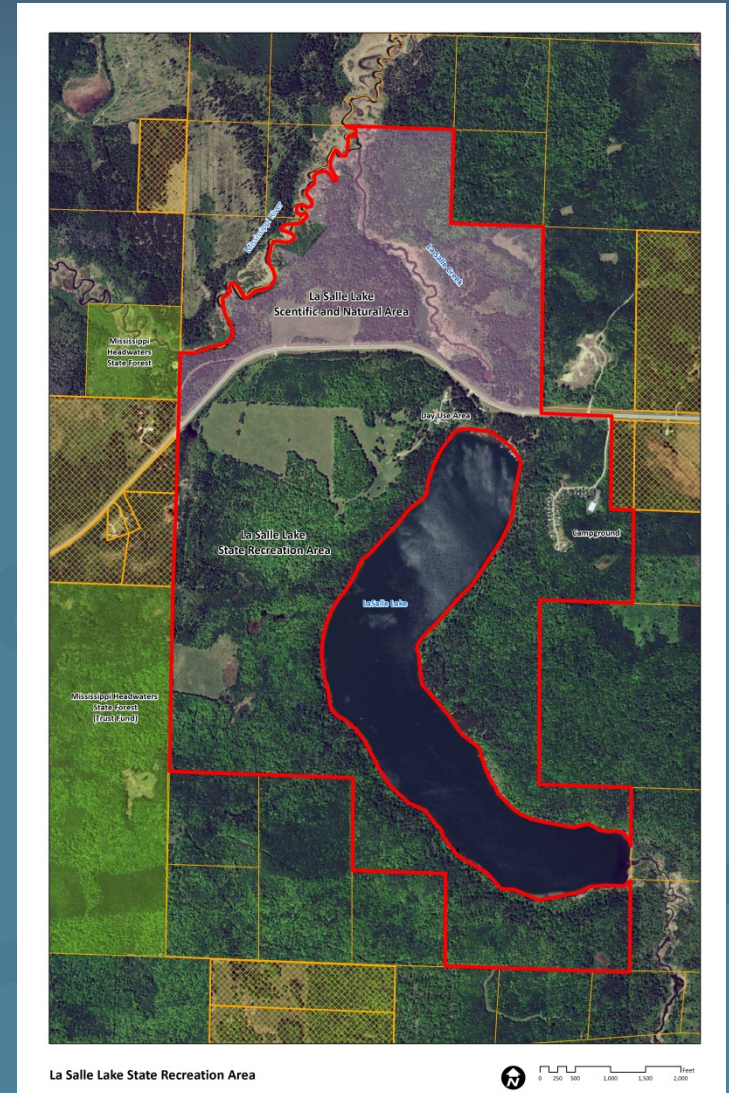 Mississippi River
La Salle Creek
La Salle Lake
Scentific and Natural Area
Mississippi
Headwaters
State Forest
Day Use Area
La Salle Lake
State Recreation Area
Campground
LaSalle Lake
Mississippi Headwaters
State Forest
(Trust Fund)
La Salle Lake State Recreation Area
N
Feet
0 250 500 1,000 1,500 2,000